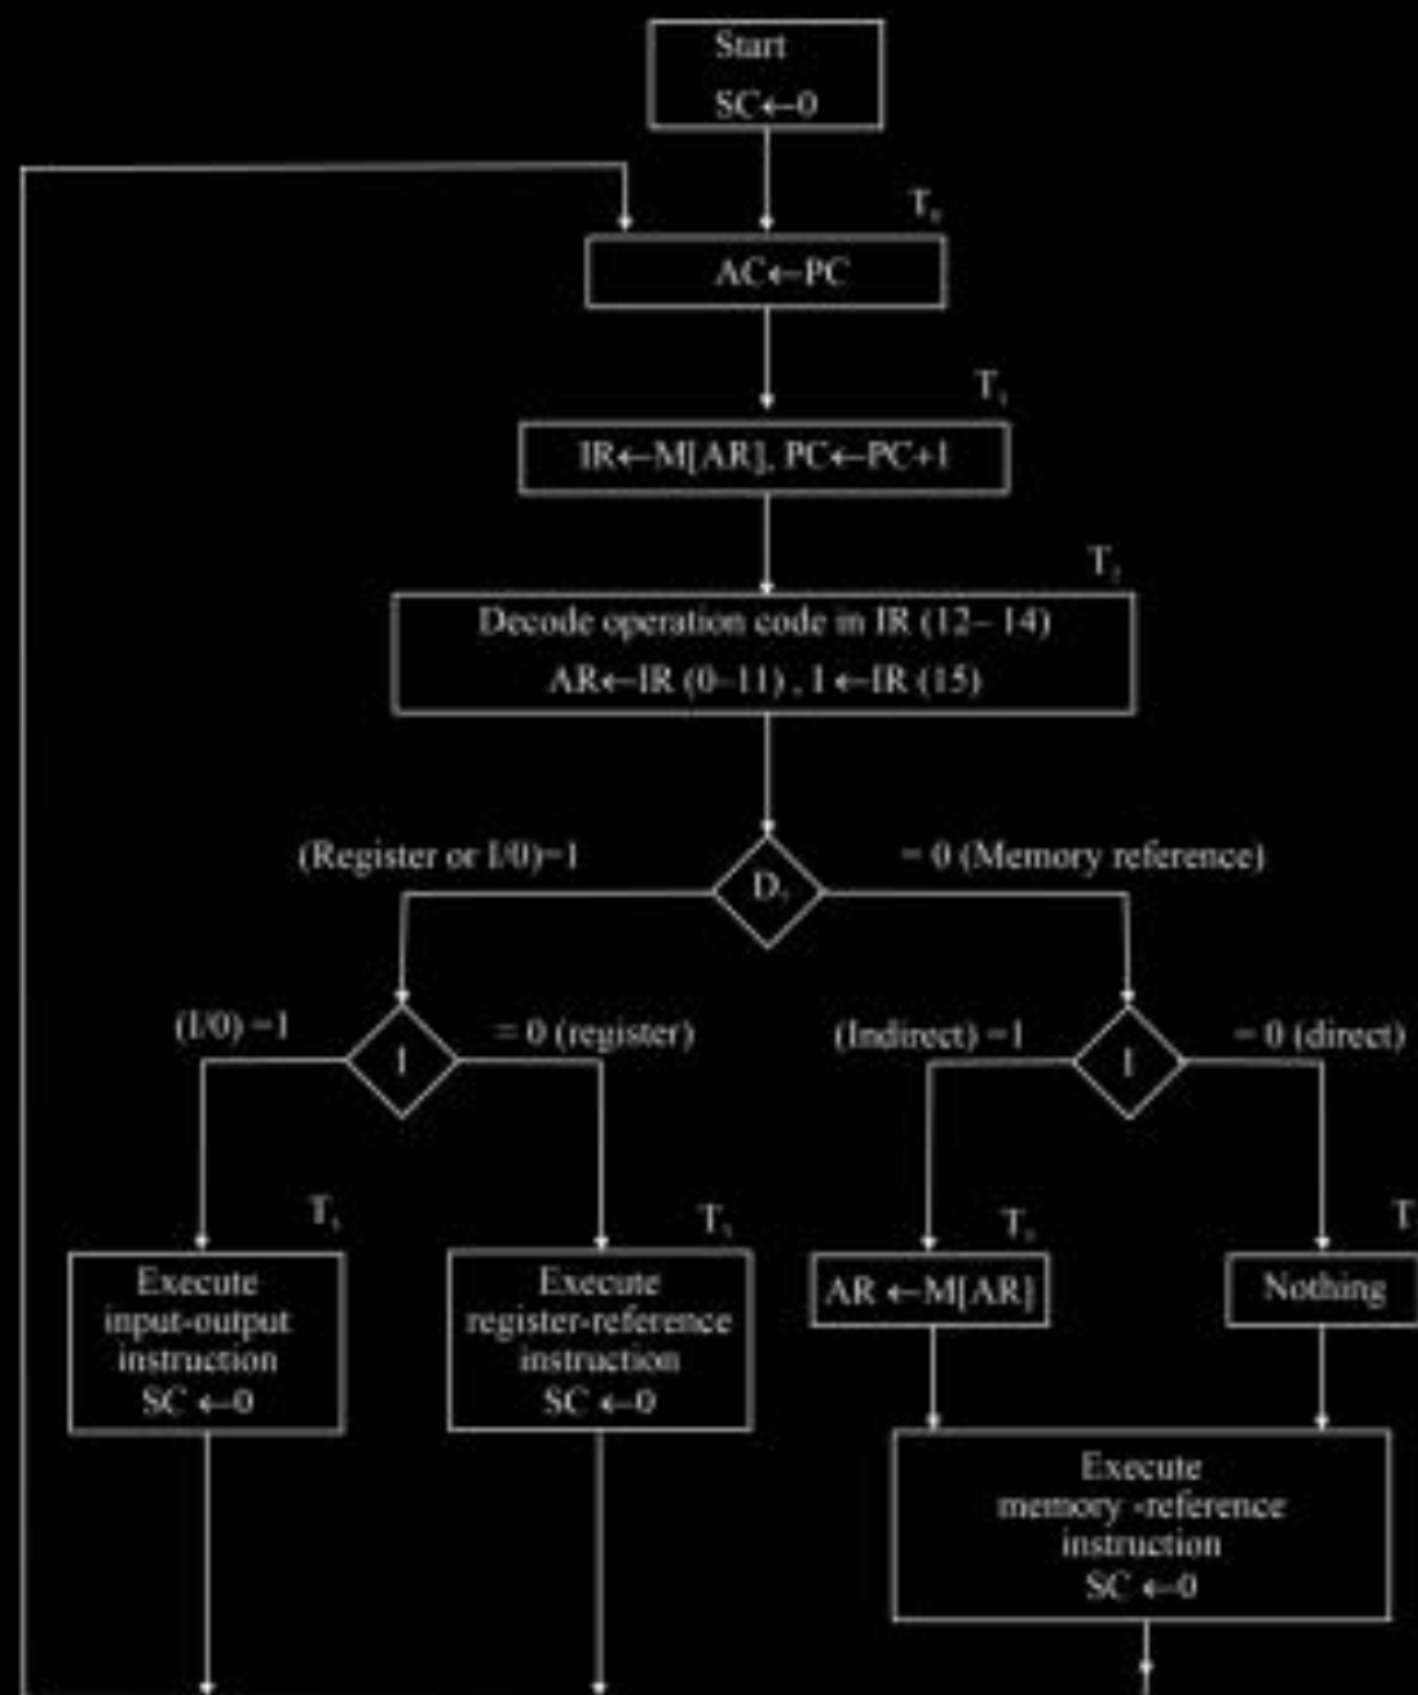 Start
SC←0
T₀
AC←PC
T₁
IR←M[AR], PC←PC+1
T₂
Decode operation code in IR (12– 14)
AR←IR (0–11) , I ←IR (15)
(Register or I/0)=1
= 0 (Memory reference)
D₇
(I/0) =1
= 0 (register)
(Indirect) =1
= 0 (direct)
I
I
T₃
T₃
T₃
T
Execute
input-output
instruction
SC ←0
Execute
register-reference
instruction
SC ←0
AR ←M[AR]
Nothing
Execute
memory -reference
instruction
SC ←0